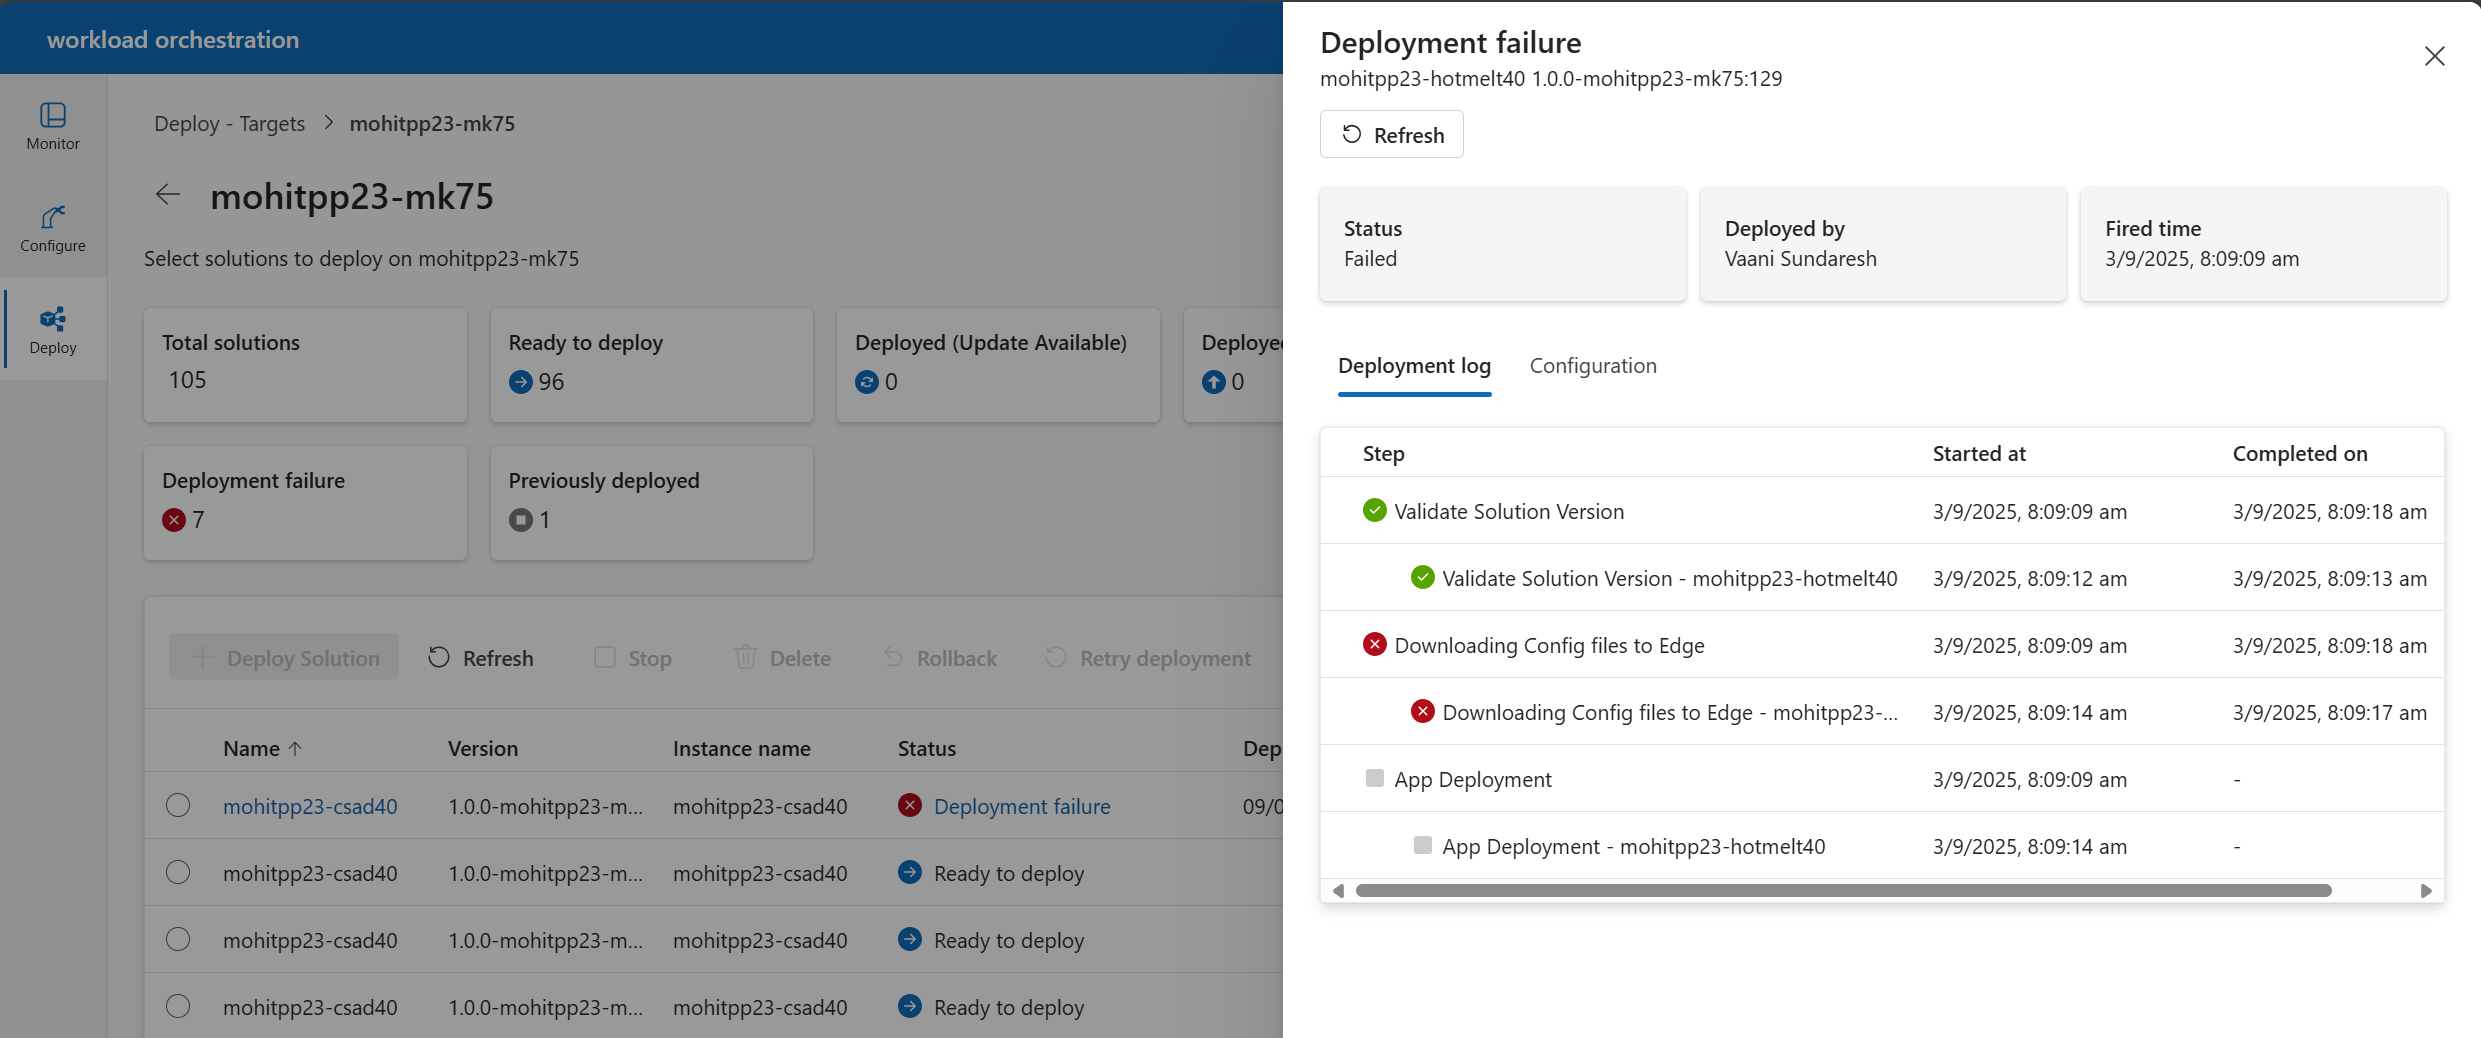 workload orchestration
Monitor
Configure
Deploy
Deploy - Targets > mohitpp23-mk75
mohitpp23-mk75
Select solutions to deploy on mohitpp23-mk75
Total solutions
105
Ready to deploy
96
Deployed (Update Available)
0
Deploye
0
Deployment failure
7
Previously deployed
1
Deploy Solution Refresh Stop Delete Rollback Retry deployment
Name Version Instance name Status Dep
mohitpp23-csad40 1.0.0-mohitpp23-m... mohitpp23-csad40 Deployment failure 09/0
mohitpp23-csad40 1.0.0-mohitpp23-m... mohitpp23-csad40 Ready to deploy
mohitpp23-csad40 1.0.0-mohitpp23-m... mohitpp23-csad40 Ready to deploy
mohitpp23-csad40 1.0.0-mohitpp23-m... mohitpp23-csad40 Ready to deploy
Deployment failure
mohitpp23-hotmelt40 1.0.0-mohitpp23-mk75:129
Refresh
Status
Failed
Deployed by
Vaani Sundaresh
Fired time
3/9/2025, 8:09:09 am
Deployment log Configuration
Step Started at Completed on
Validate Solution Version 3/9/2025, 8:09:09 am 3/9/2025, 8:09:18 am
Validate Solution Version - mohitpp23-hotmelt40 3/9/2025, 8:09:12 am 3/9/2025, 8:09:13 am
Downloading Config files to Edge 3/9/2025, 8:09:09 am 3/9/2025, 8:09:18 am
Downloading Config files to Edge - mohitpp23-... 3/9/2025, 8:09:14 am 3/9/2025, 8:09:17 am
App Deployment 3/9/2025, 8:09:09 am -
App Deployment - mohitpp23-hotmelt40 3/9/2025, 8:09:14 am -